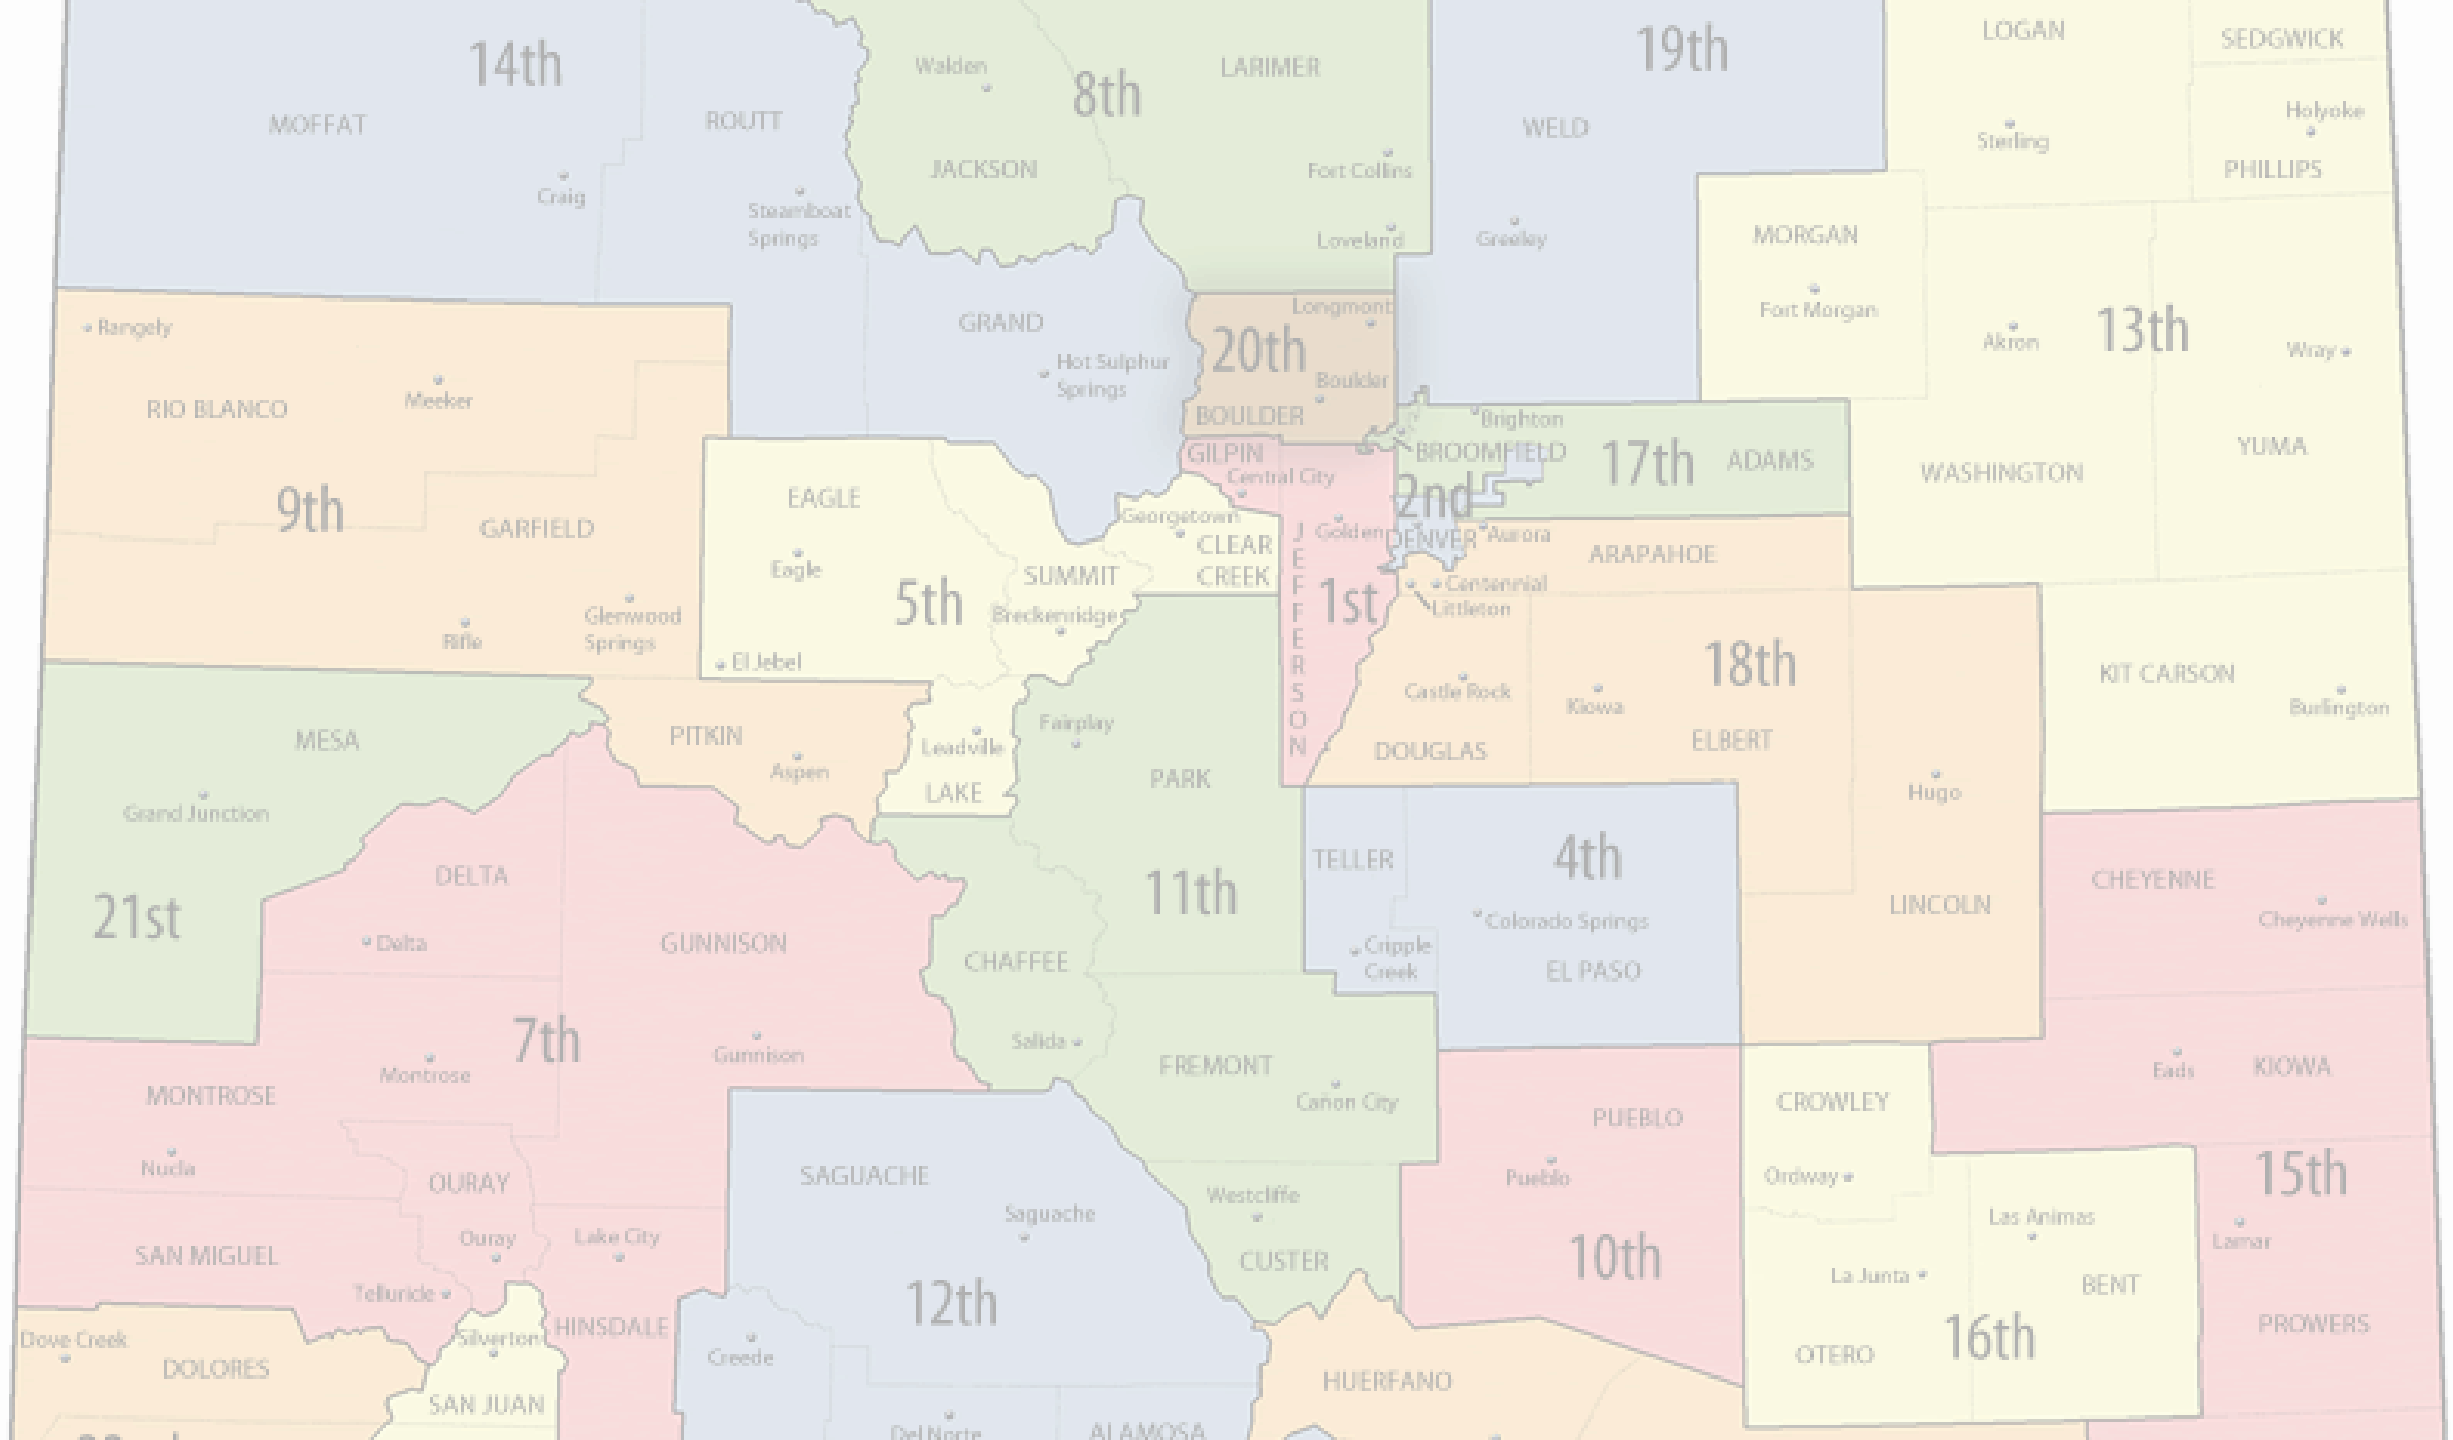 14th
MOFFAT
ROUTT
Craig
Steamboat
Springs
Walden
8th
LARIMER
JACKSON
Fort Collins
Loveland
19th
WELD
Greeley
LOGAN
SEDGWICK
Holyoke
Sterling
PHILLIPS
MORGAN
Fort Morgan
Akron
13th
Wray
WASHINGTON
YUMA
Rangely
Meeker
RIO BLANCO
9th
GARFIELD
Glenwood
Springs
Rifle
GRAND
Hot Sulphur
Springs
Longmont
20th
Boulder
BOULDER
GILPIN
Central City
Brighton
BROOMFIELD
17th
ADAMS
2nd
DENVER
Aurora
ARAPAHOE
Centennial
Littleton
EAGLE
Eagle
5th
El Jebel
SUMMIT
Breckenridge
Georgetown
CLEAR
CREEK
Golden
JEFFERSON
1st
18th
Castle Rock
Kiowa
DOUGLAS
ELBERT
Hugo
LINCOLN
KIT CARSON
Burlington
MESA
Grand Junction
21st
PITKIN
Aspen
Leadville
LAKE
Fairplay
PARK
11th
TELLER
4th
Colorado Springs
Cripple
Creek
EL PASO
CHEYENNE
Cheyenne Wells
DELTA
Delta
GUNNISON
7th
Gunnison
Montrose
MONTROSE
Nucla
CHAFFEE
Salida
FREMONT
Cañon City
PUEBLO
Pueblo
10th
CROWLEY
Ordway
Eads
KIOWA
15th
Lamar
PROWERS
Las Animas
La Junta
BENT
16th
OTERO
OURAY
Ouray
Lake City
SAN MIGUEL
Telluride
SAGUACHE
Saguache
12th
Westcliffe
CUSTER
Dove Creek
DOLORES
Silverton
SAN JUAN
HINSDALE
Creede
Del Norte
ALAMOSA
HUERFANO